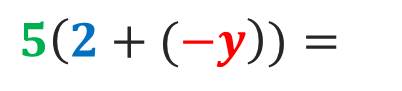 5(2 + (−y)) =